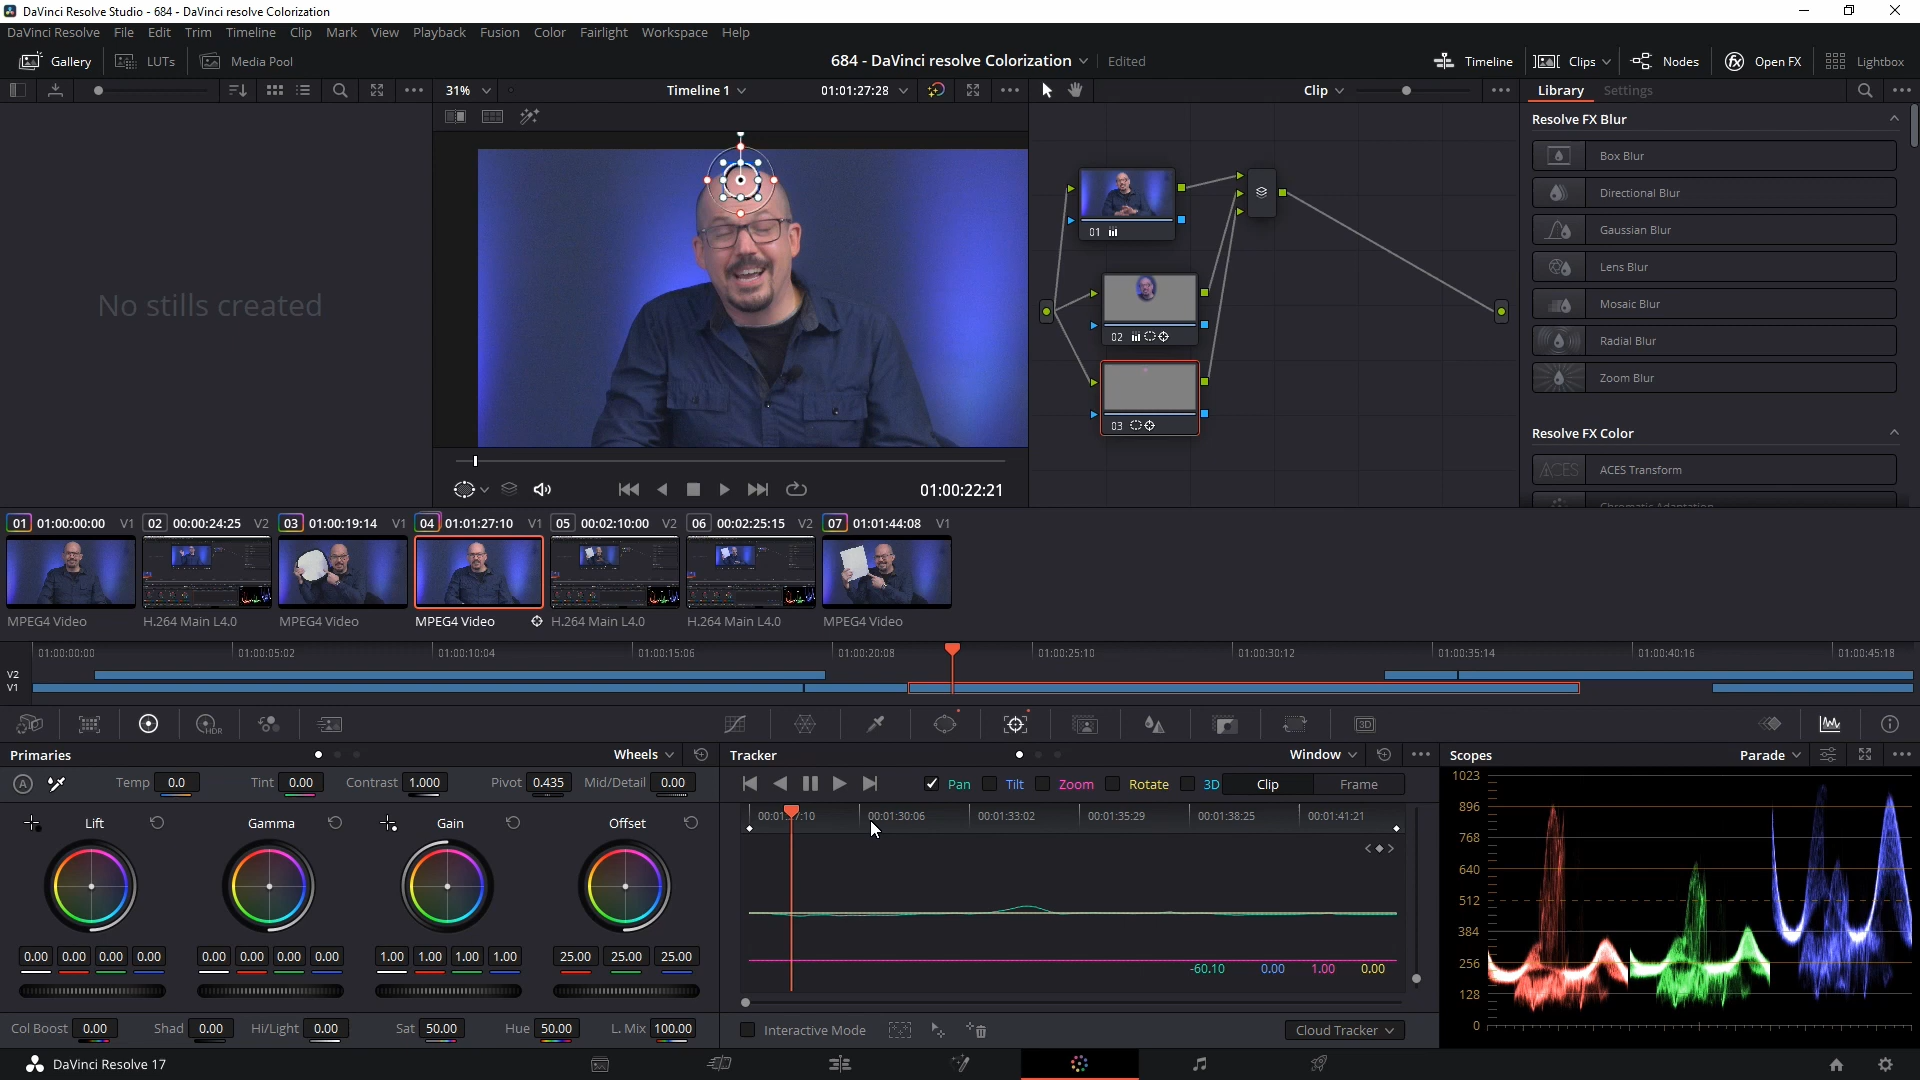 DaVinci Resolve Studio - 684 - DaVinci resolve Colorization
DaVinci Resolve File Edit Trim Timeline Clip Mark View Playback Fusion Color Fairlight Workspace Help
Gallery LUTs Media Pool 684 - DaVinci resolve Colorization Edited Timeline Clips Nodes Open FX Lightbox
31% Timeline 1 01:01:27:28 Clip Library Settings
Resolve FX Blur
Box Blur
Directional Blur
Gaussian Blur
Lens Blur
Mosaic Blur
Radial Blur
Zoom Blur
Resolve FX Color
ACES ACES Transform
No stills created
01
02
03
01:00:22:21
01 01:00:00:00 V1 02 00:00:24:25 V2 03 01:00:19:14 V1 04 01:01:27:10 V1 05 00:02:10:00 V2 06 00:02:25:15 V2 07 01:01:44:08 V1
MPEG4 Video H.264 Main L4.0 MPEG4 Video MPEG4 Video H.264 Main L4.0 H.264 Main L4.0 MPEG4 Video
01:00:00:00 01:00:05:02 01:00:10:04 01:00:15:06 01:00:20:08 01:00:25:10 01:00:30:12 01:00:35:14 01:00:40:16 01:00:45:18
V2
V1
HDR 3D
Primaries Wheels Tracker Window Scopes Parade
A Temp 0.0 Tint 0.00 Contrast 1.000 Pivot 0.435 Mid/Detail 0.00
Pan Tilt Zoom Rotate 3D Clip Frame
Lift Gamma Gain Offset
00:01:30:06 00:01:33:02 00:01:35:29 00:01:38:25 00:01:41:21
0.00 0.00 0.00 0.00 0.00 0.00 0.00 0.00 1.00 1.00 1.00 1.00 25.00 25.00 25.00
-60.10 0.00 1.00 0.00
Col Boost 0.00 Shad 0.00 Hi/Light 0.00 Sat 50.00 Hue 50.00 L. Mix 100.00
Interactive Mode Cloud Tracker
1023
896
768
640
512
384
256
128
0
DaVinci Resolve 17